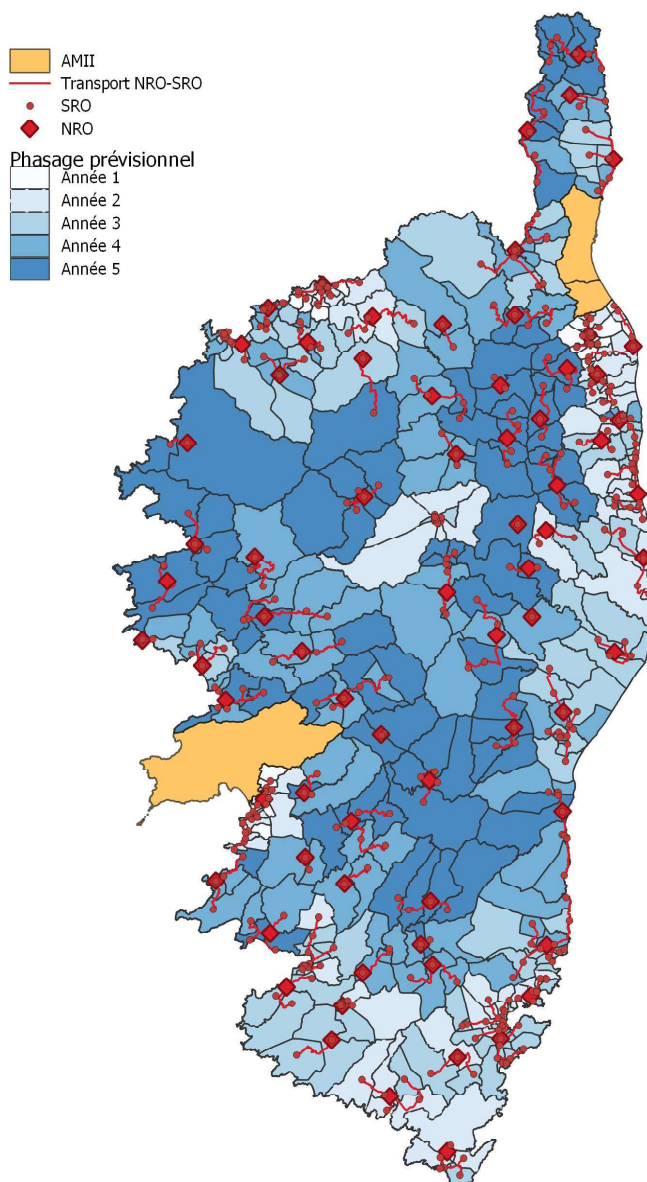 AMII
Transport NRO-SRO
SRO
NRO
Phasage prévisionnel
Année 1
Année 2
Année 3
Année 4
Année 5